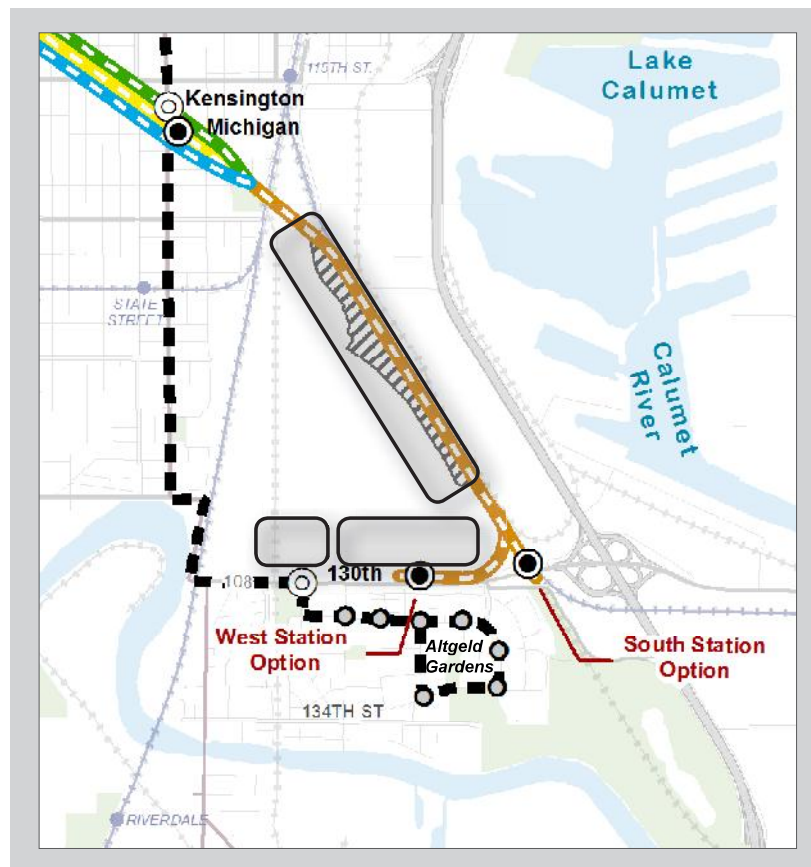 Lake
Calumet
115TH ST.
Kensington
Michigan
STATE
STREET
Calumet
River
108
130th
West Station
Option
Altgeld
Gardens
South Station
Option
134TH ST
RIVERDALE